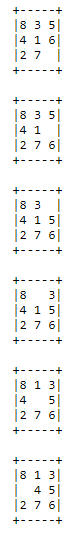 +-----+
|8 3 5|
|4 1 6|
|2 7  |
+-----+

+-----+
|8 3 5|
|4 1  |
|2 7 6|
+-----+

+-----+
|8 3  |
|4 1 5|
|2 7 6|
+-----+

+-----+
|8   3|
|4 1 5|
|2 7 6|
+-----+

+-----+
|8 1 3|
|4   5|
|2 7 6|
+-----+

+-----+
|8 1 3|
|  4 5|
|2 7 6|
+-----+